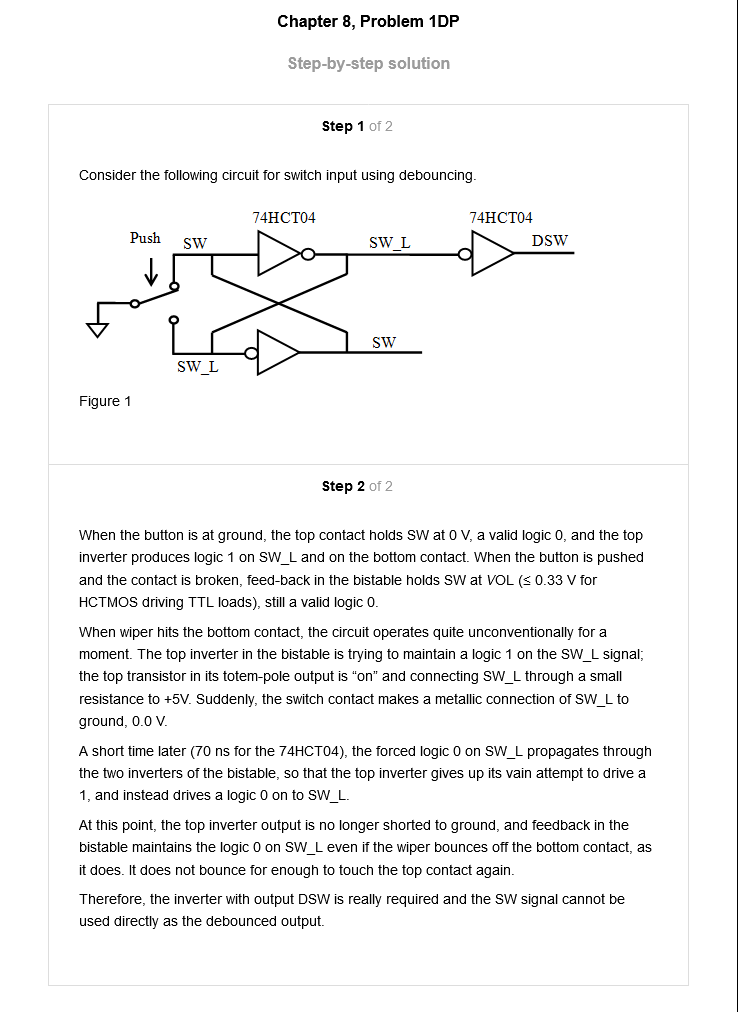 Chapter 8, Problem 1DP
Step-by-step solution
Step 1 of 2
Consider the following circuit for switch input using debouncing.
74HCT04 74HCT04
Push SW SW_L DSW
SW
SW_L
Figure 1
Step 2 of 2
When the button is at ground, the top contact holds SW at 0 V, a valid logic 0, and the top
inverter produces logic 1 on SW_L and on the bottom contact. When the button is pushed
and the contact is broken, feed-back in the bistable holds SW at VOL (≤ 0.33 V for
HCTMOS driving TTL loads), still a valid logic 0.
When wiper hits the bottom contact, the circuit operates quite unconventionally for a
moment. The top inverter in the bistable is trying to maintain a logic 1 on the SW_L signal;
the top transistor in its totem-pole output is “on” and connecting SW_L through a small
resistance to +5V. Suddenly, the switch contact makes a metallic connection of SW_L to
ground, 0.0 V.
A short time later (70 ns for the 74HCT04), the forced logic 0 on SW_L propagates through
the two inverters of the bistable, so that the top inverter gives up its vain attempt to drive a
1, and instead drives a logic 0 on to SW_L.
At this point, the top inverter output is no longer shorted to ground, and feedback in the
bistable maintains the logic 0 on SW_L even if the wiper bounces off the bottom contact, as
it does. It does not bounce for enough to touch the top contact again.
Therefore, the inverter with output DSW is really required and the SW signal cannot be
used directly as the debounced output.